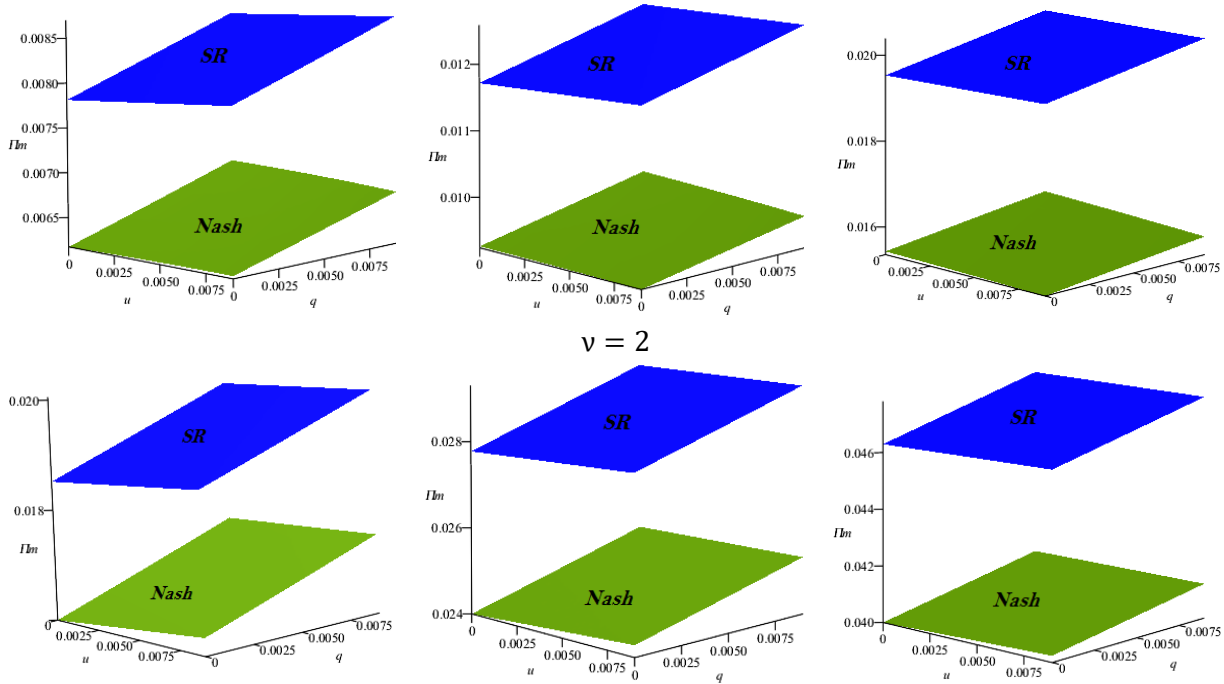 0.0085
0.0080
0.0075
Πm
0.0070
0.0065
SR
Nash
0
0.0025
0.0050
0.0075
u
0
0.0025
0.0050
0.0075
q
0.012
0.011
Πm
0.010
SR
Nash
0
0.0025
0.0050
0.0075
u
0
0.0025
0.0050
0.0075
q
0.020
0.018
Πm
0.016
SR
Nash
0
0.0025
0.0050
0.0075
u
0
0.0025
0.0050
0.0075
q
ν = 2
0.020
0.018
Πm
SR
Nash
0
0.0025
0.0050
0.0075
u
0
0.0025
0.0050
0.0075
q
0.028
Πm
0.026
0.024
SR
Nash
0
0.0025
0.0050
0.0075
u
0
0.0025
0.0050
0.0075
q
0.046
0.044
Πm
0.042
0.040
SR
Nash
0
0.0025
0.0050
0.0075
u
0
0.0025
0.0050
0.0075
q